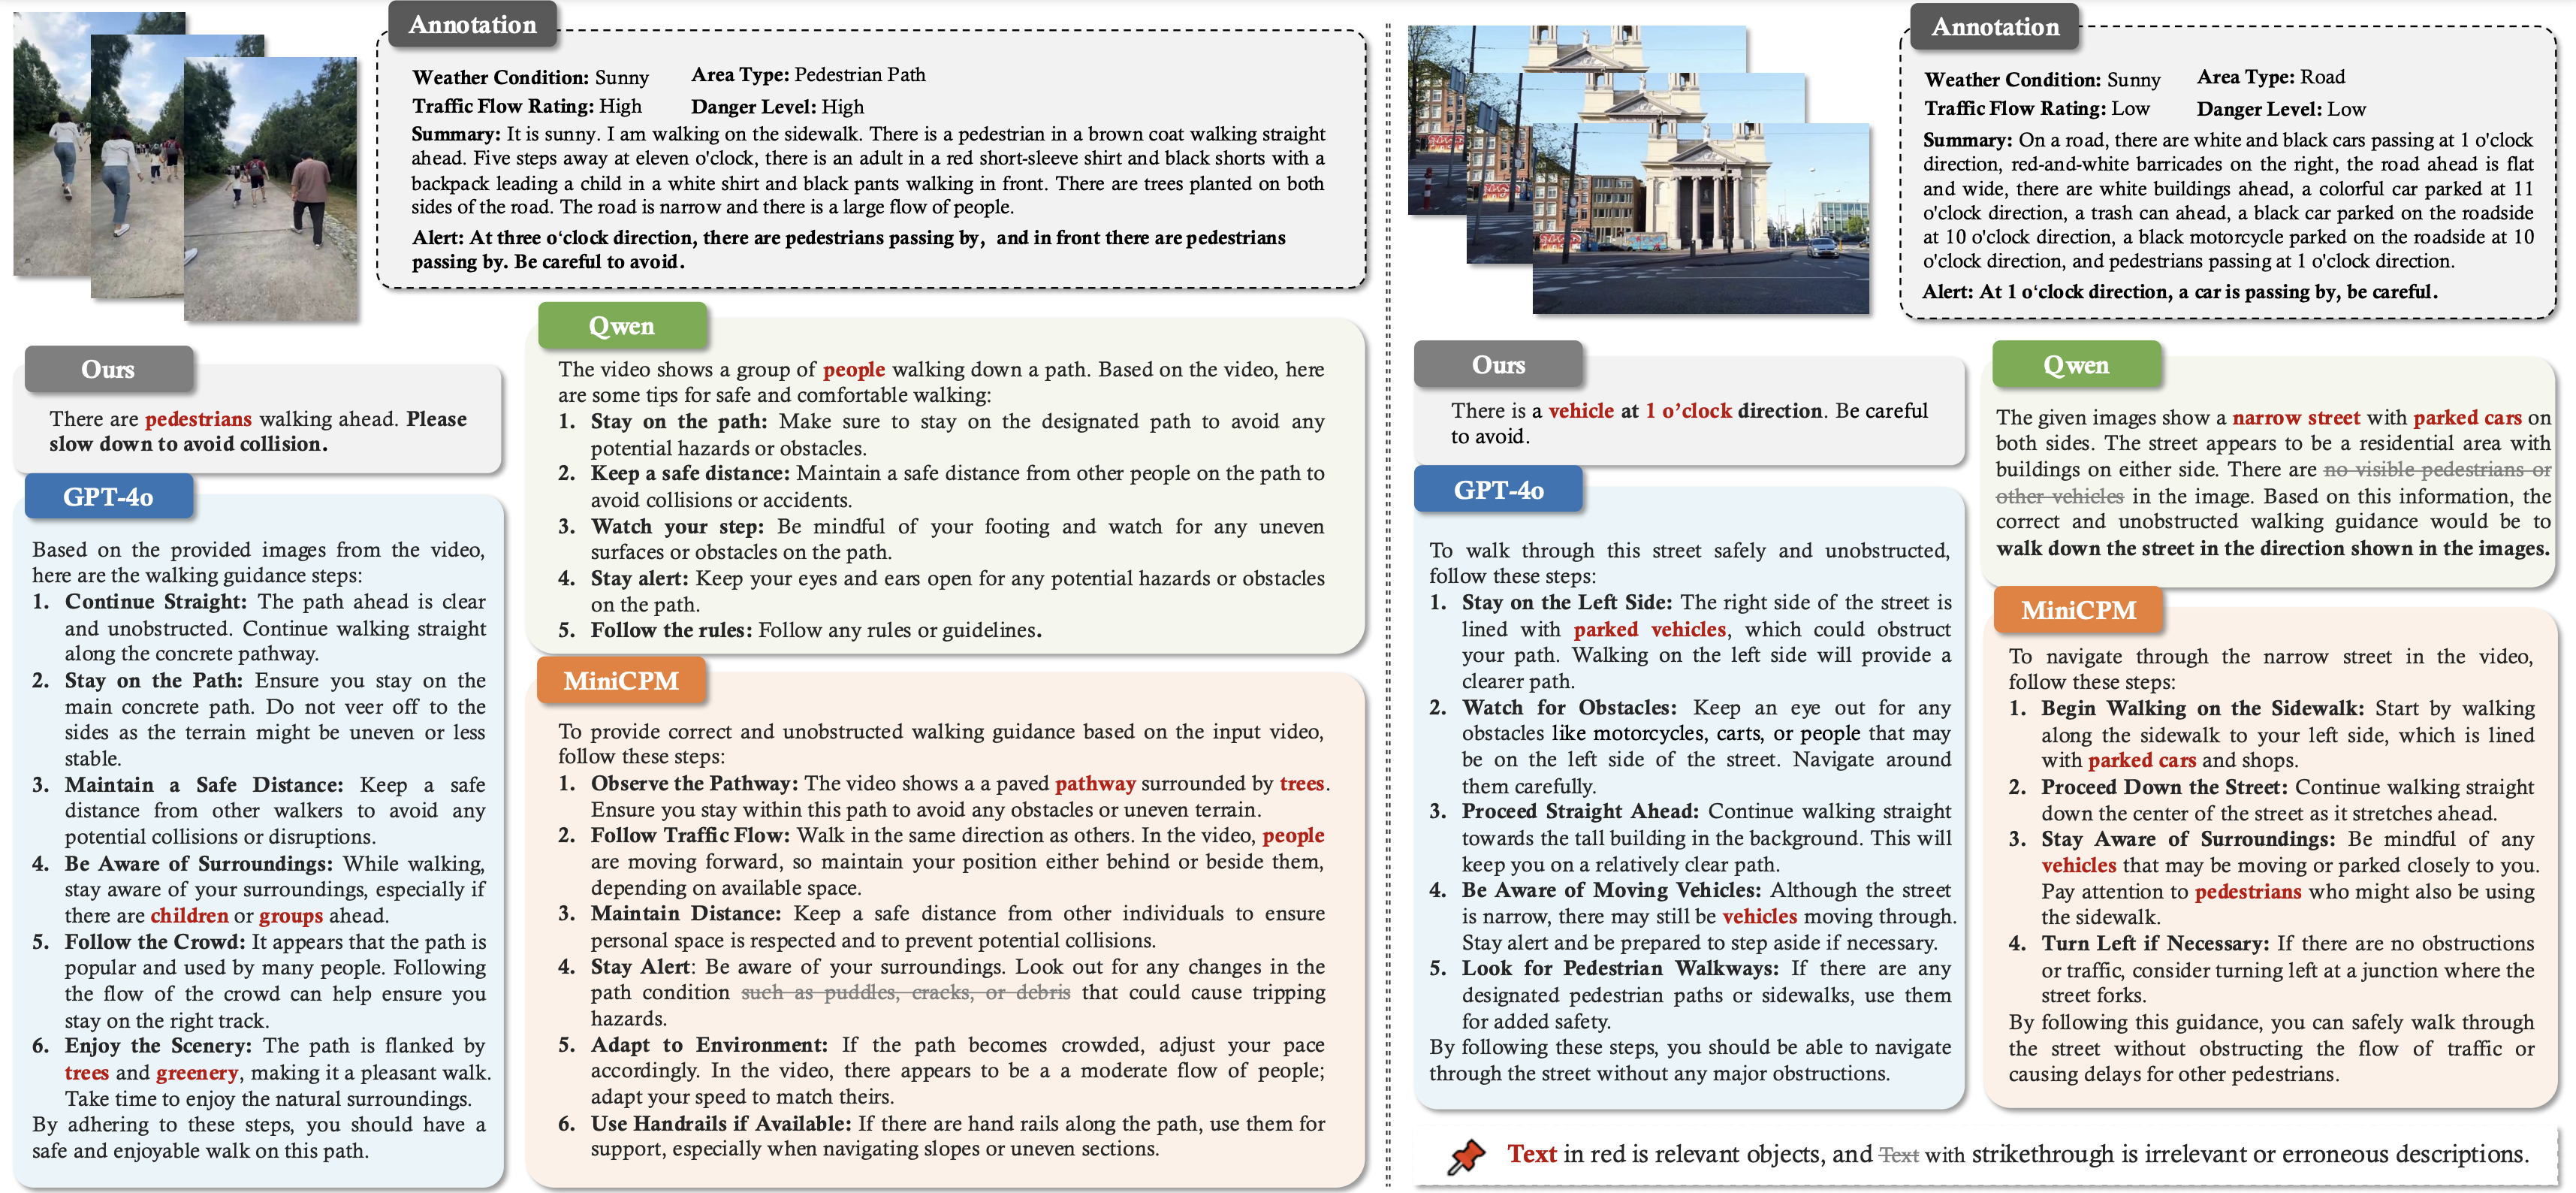 Annotation
Weather Condition: Sunny Area Type: Pedestrian Path
Traffic Flow Rating: High Danger Level: High
Summary: It is sunny. I am walking on the sidewalk. There is a pedestrian in a brown coat walking straight
ahead. Five steps away at eleven o'clock, there is an adult in a red short-sleeve shirt and black shorts with a
backpack leading a child in a white shirt and black pants walking in front. There are trees planted on both
sides of the road. The road is narrow and there is a large flow of people.
Alert: At three o‘clock direction, there are pedestrians passing by, and in front there are pedestrians
passing by. Be careful to avoid.
Ours
There are pedestrians walking ahead. Please
slow down to avoid collision.
GPT-4o
Based on the provided images from the video,
here are the walking guidance steps:
1. Continue Straight: The path ahead is clear
and unobstructed. Continue walking straight
along the concrete pathway.
2. Stay on the Path: Ensure you stay on the
main concrete path. Do not veer off to the
sides as the terrain might be uneven or less
stable.
3. Maintain a Safe Distance: Keep a safe
distance from other walkers to avoid any
potential collisions or disruptions.
4. Be Aware of Surroundings: While walking,
stay aware of your surroundings, especially if
there are children or groups ahead.
5. Follow the Crowd: It appears that the path is
popular and used by many people. Following
the flow of the crowd can help ensure you
stay on the right track.
6. Enjoy the Scenery: The path is flanked by
trees and greenery, making it a pleasant walk.
Take time to enjoy the natural surroundings.
By adhering to these steps, you should have a
safe and enjoyable walk on this path.
Qwen
The video shows a group of people walking down a path. Based on the video, here
are some tips for safe and comfortable walking:
1. Stay on the path: Make sure to stay on the designated path to avoid any
potential hazards or obstacles.
2. Keep a safe distance: Maintain a safe distance from other people on the path to
avoid collisions or accidents.
3. Watch your step: Be mindful of your footing and watch for any uneven
surfaces or obstacles on the path.
4. Stay alert: Keep your eyes and ears open for any potential hazards or obstacles
on the path.
5. Follow the rules: Follow any rules or guidelines.
MiniCPM
To provide correct and unobstructed walking guidance based on the input video,
follow these steps:
1. Observe the Pathway: The video shows a a paved pathway surrounded by trees.
Ensure you stay within this path to avoid any obstacles or uneven terrain.
2. Follow Traffic Flow: Walk in the same direction as others. In the video, people
are moving forward, so maintain your position either behind or beside them,
depending on available space.
3. Maintain Distance: Keep a safe distance from other individuals to ensure
personal space is respected and to prevent potential collisions.
4. Stay Alert: Be aware of your surroundings. Look out for any changes in the
path condition such as puddles, cracks, or debris that could cause tripping
hazards.
5. Adapt to Environment: If the path becomes crowded, adjust your pace
accordingly. In the video, there appears to be a a moderate flow of people;
adapt your speed to match theirs.
6. Use Handrails if Available: If there are hand rails along the path, use them for
support, especially when navigating slopes or uneven sections.
Annotation
Weather Condition: Sunny Area Type: Road
Traffic Flow Rating: Low Danger Level: Low
Summary: On a road, there are white and black cars passing at 1 o'clock
direction, red-and-white barricades on the right, the road ahead is flat
and wide, there are white buildings ahead, a colorful car parked at 11
o'clock direction, a trash can ahead, a black car parked on the roadside
at 10 o'clock direction, a black motorcycle parked on the roadside at 10
o'clock direction, and pedestrians passing at 1 o'clock direction.
Alert: At 1 o‘clock direction, a car is passing by, be careful.
Ours
There is a vehicle at 1 o’clock direction. Be careful
to avoid.
GPT-4o
To walk through this street safely and unobstructed,
follow these steps:
1. Stay on the Left Side: The right side of the street is
lined with parked vehicles, which could obstruct
your path. Walking on the left side will provide a
clearer path.
2. Watch for Obstacles: Keep an eye out for any
obstacles like motorcycles, carts, or people that may
be on the left side of the street. Navigate around
them carefully.
3. Proceed Straight Ahead: Continue walking straight
towards the tall building in the background. This will
keep you on a relatively clear path.
4. Be Aware of Moving Vehicles: Although the street
is narrow, there may still be vehicles moving through.
Stay alert and be prepared to step aside if necessary.
5. Look for Pedestrian Walkways: If there are any
designated pedestrian paths or sidewalks, use them
for added safety.
By following these steps, you should be able to navigate
through the street without any major obstructions.
Qwen
The given images show a narrow street with parked cars on
both sides. The street appears to be a residential area with
buildings on either side. There are no visible pedestrians or
other vehicles in the image. Based on this information, the
correct and unobstructed walking guidance would be to
walk down the street in the direction shown in the images.
MiniCPM
To navigate through the narrow street in the video,
follow these steps:
1. Begin Walking on the Sidewalk: Start by walking
along the sidewalk to your left side, which is lined
with parked cars and shops.
2. Proceed Down the Street: Continue walking straight
down the center of the street as it stretches ahead.
3. Stay Aware of Surroundings: Be mindful of any
vehicles that may be moving or parked closely to you.
Pay attention to pedestrians who might also be using
the sidewalk.
4. Turn Left if Necessary: If there are no obstructions
or traffic, consider turning left at a junction where the
street forks.
By following this guidance, you can safely walk through
the street without obstructing the flow of traffic or
causing delays for other pedestrians.
Text in red is relevant objects, and Text with strikethrough is irrelevant or erroneous descriptions.